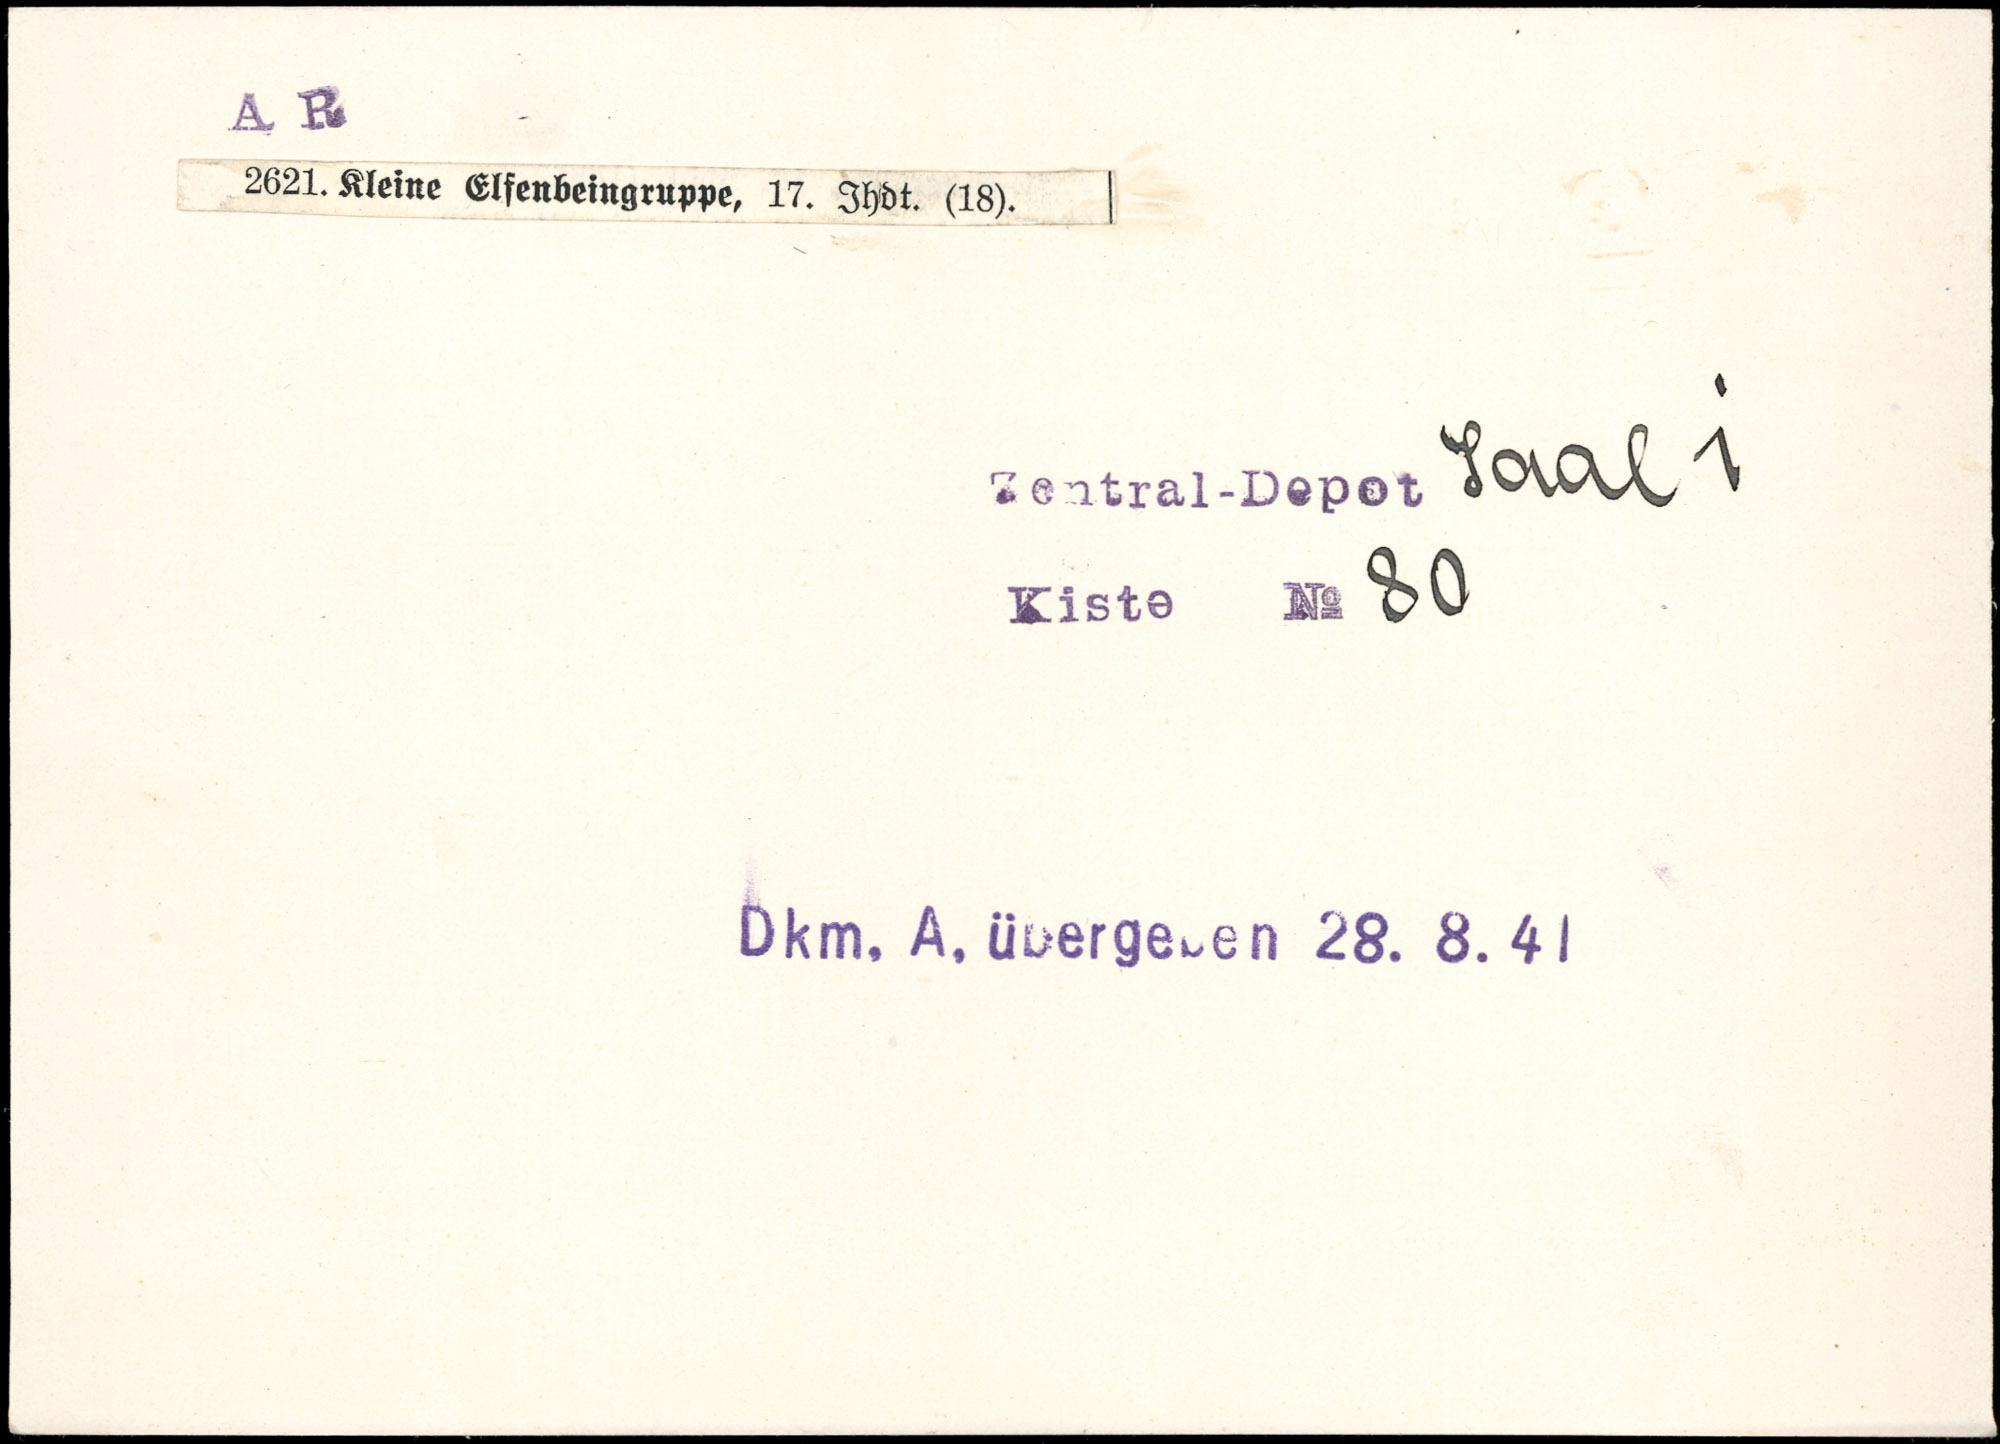 A R
2621. Kleine Elfenbeingruppe, 17. Jhdt. (18).
Zentral-Depot Saal i
Kiste № 80
Dkm. A. übergeben 28. 8. 41